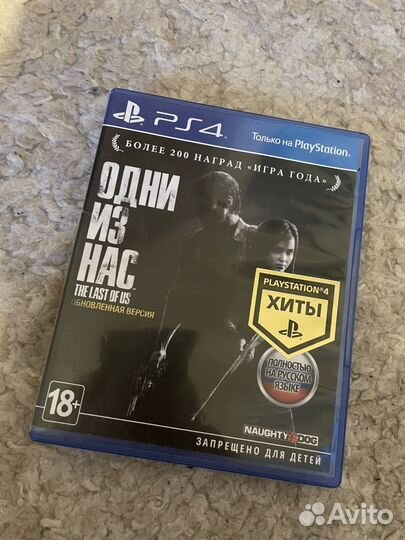 PS4
Только на PlayStation.
БОЛЕЕ 200 НАГРАД «ИГРА ГОДА»
ОДНИ
ИЗ
НАС
THE LAST OF US
ОБНОВЛЕННАЯ ВЕРСИЯ
PLAYSTATION®4
ХИТЫ
ПОЛНОСТЬЮ
НА РУССКОМ
ЯЗЫКЕ
18+
NAUGHTY DOG
ЗАПРЕЩЕНО ДЛЯ ДЕТЕЙ
Avito